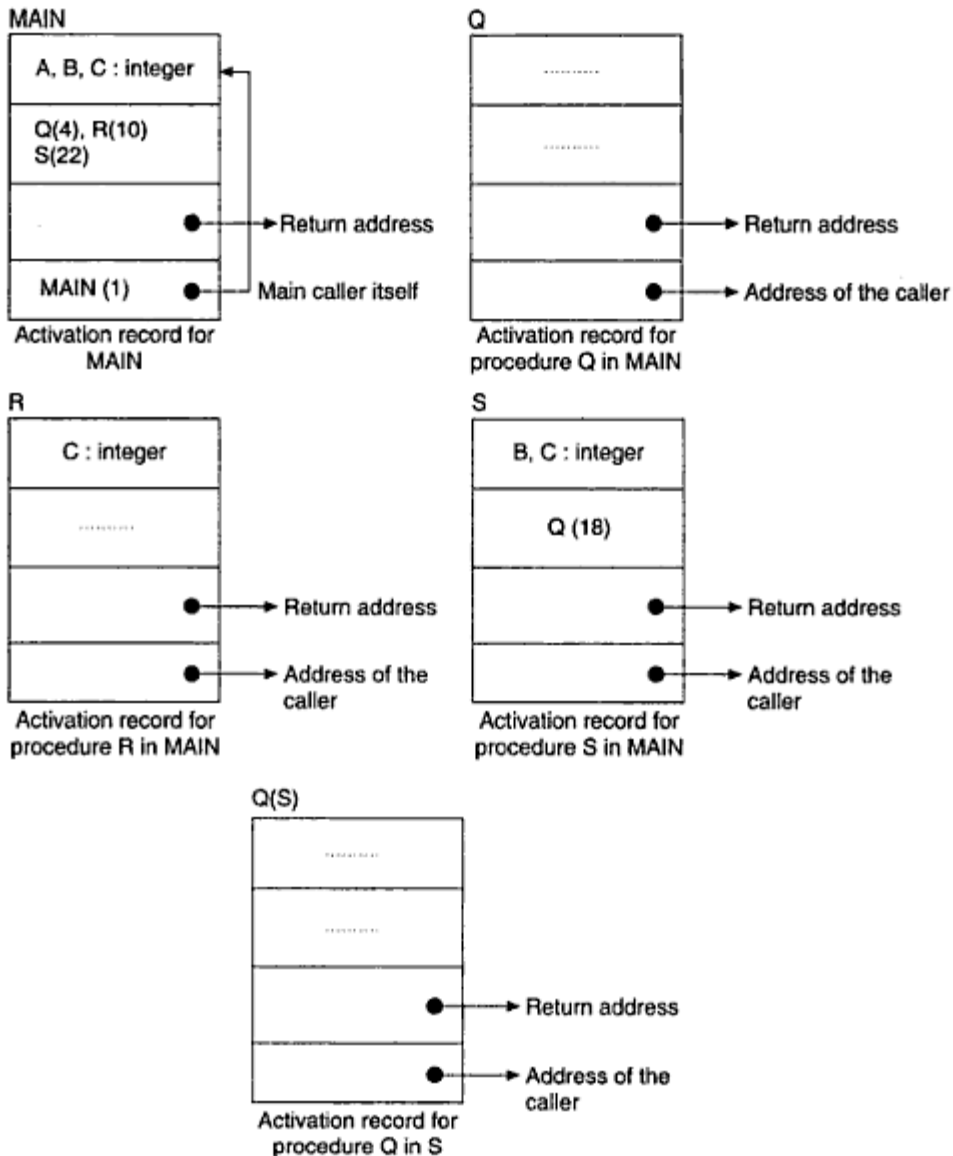 MAIN
A, B, C : integer
Q(4), R(10)
S(22)
Return address
MAIN (1)
Main caller itself
Activation record for
MAIN
Q
..........
..........
Return address
Address of the caller
Activation record for
procedure Q in MAIN
R
C : integer
..........
Return address
Address of the
caller
Activation record for
procedure R in MAIN
S
B, C : integer
Q (18)
Return address
Address of the
caller
Activation record for
procedure S in MAIN
Q(S)
..........
..........
Return address
Address of the
caller
Activation record for
procedure Q in S